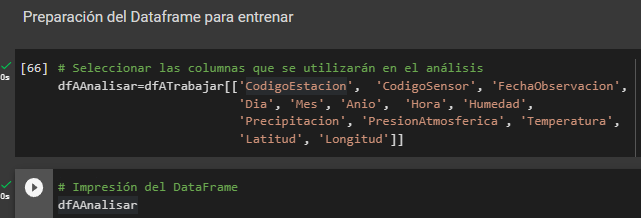 Preparación del Dataframe para entrenar
[66] # Seleccionar las columnas que se utilizarán en el análisis
0s
dfAAnalisar=dfATrabajar[['CodigoEstacion', 'CodigoSensor', 'FechaObservacion',
'Dia', 'Mes', 'Anio', 'Hora', 'Humedad',
'Precipitacion', 'PresionAtmosferica', 'Temperatura',
'Latitud', 'Longitud']]
# Impresión del DataFrame
0s
dfAAnalisar